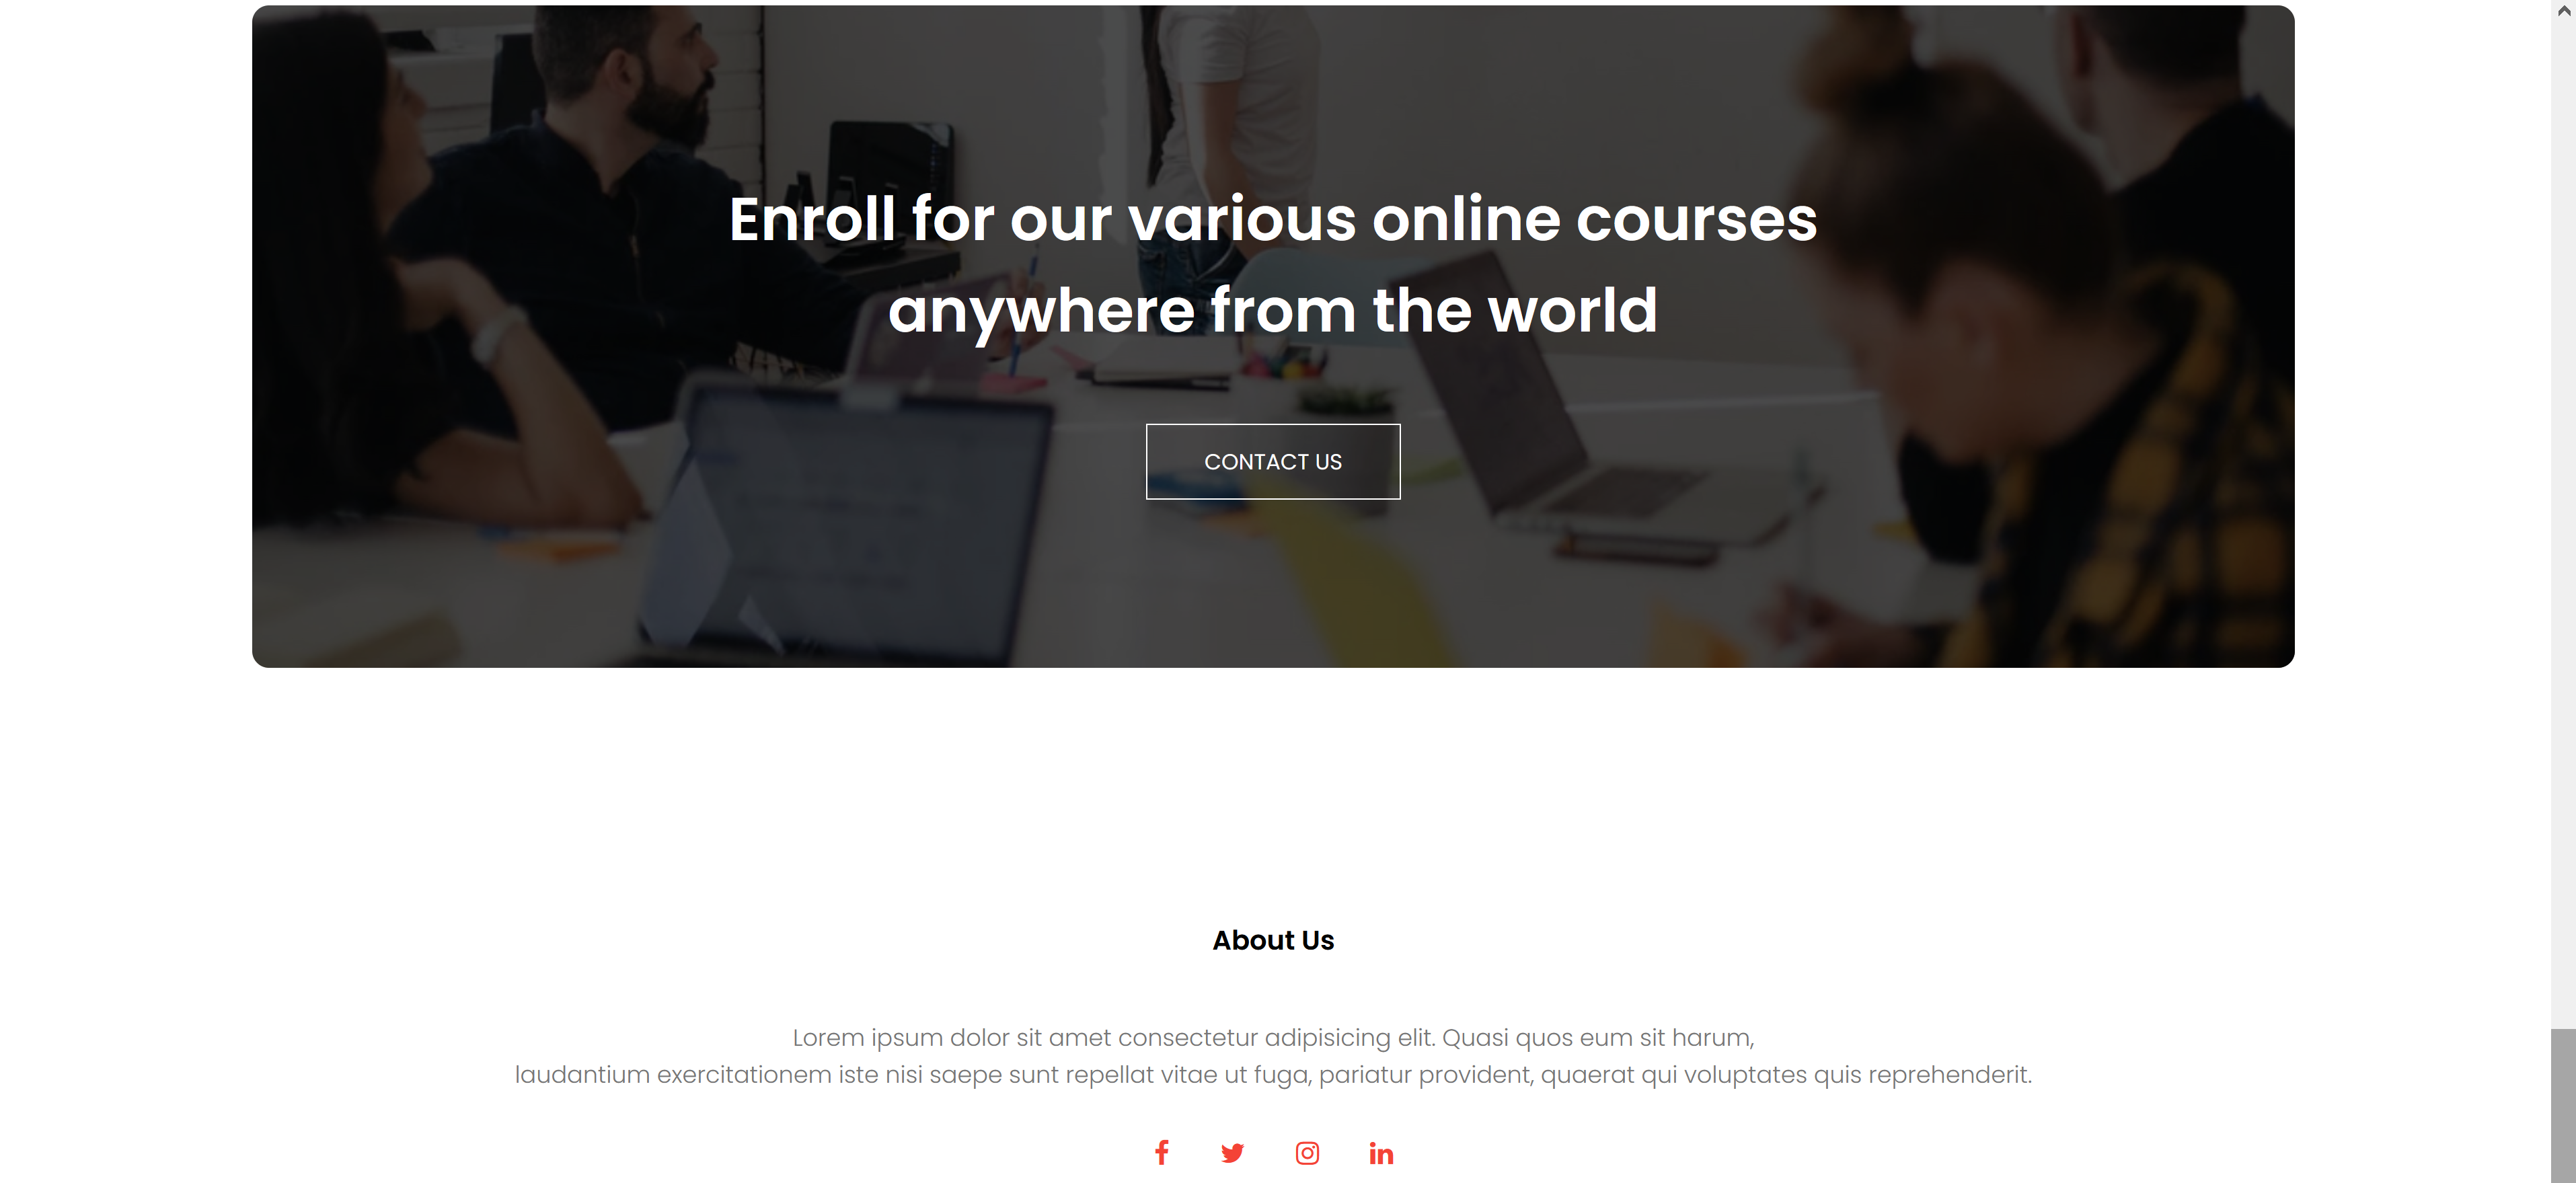 Enroll for our various online courses
anywhere from the world
CONTACT US
About Us
Lorem ipsum dolor sit amet consectetur adipisicing elit. Quasi quos eum sit harum,
laudantium exercitationem iste nisi saepe sunt repellat vitae ut fuga, pariatur provident, quaerat qui voluptates quis reprehenderit.